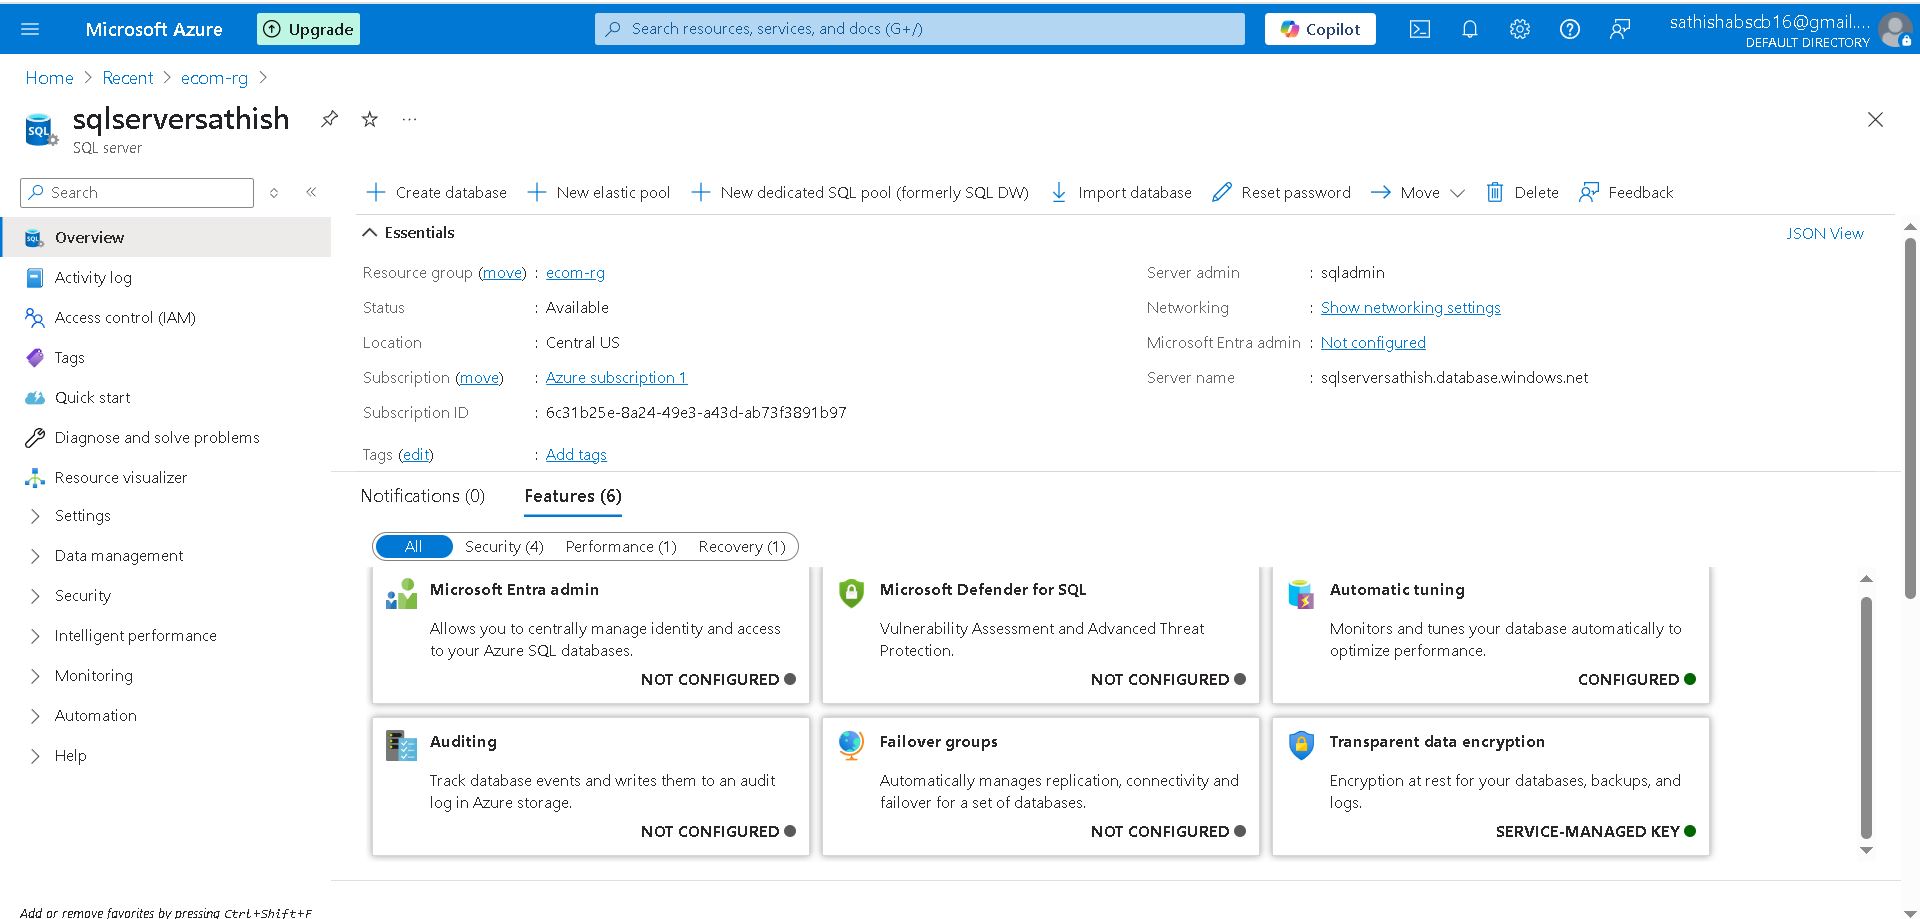 Microsoft Azure
Upgrade
Search resources, services, and docs (G+/)
Copilot
sathishabscb16@gmail....
DEFAULT DIRECTORY
Home > Recent > ecom-rg >
SQL
sqlserversathish
...
SQL server
Search
Create database
New elastic pool
New dedicated SQL pool (formerly SQL DW)
Import database
Reset password
Move
Delete
Feedback
Overview
Activity log
Access control (IAM)
Tags
Quick start
Diagnose and solve problems
Resource visualizer
Settings
Data management
Security
Intelligent performance
Monitoring
Automation
Help
Add or remove favorites by pressing Ctrl+Shift+F
Essentials
JSON View
Resource group (move) : ecom-rg
Status : Available
Location : Central US
Subscription (move) : Azure subscription 1
Subscription ID : 6c31b25e-8a24-49e3-a43d-ab73f3891b97
Tags (edit) : Add tags
Server admin : sqladmin
Networking : Show networking settings
Microsoft Entra admin : Not configured
Server name : sqlserversathish.database.windows.net
Notifications (0)
Features (6)
All
Security (4)
Performance (1)
Recovery (1)
Microsoft Entra admin
Allows you to centrally manage identity and access
to your Azure SQL databases.
NOT CONFIGURED
Microsoft Defender for SQL
Vulnerability Assessment and Advanced Threat
Protection.
NOT CONFIGURED
Automatic tuning
Monitors and tunes your database automatically to
optimize performance.
CONFIGURED
Auditing
Track database events and writes them to an audit
log in Azure storage.
NOT CONFIGURED
Failover groups
Automatically manages replication, connectivity and
failover for a set of databases.
NOT CONFIGURED
Transparent data encryption
Encryption at rest for your databases, backups, and
logs.
SERVICE-MANAGED KEY